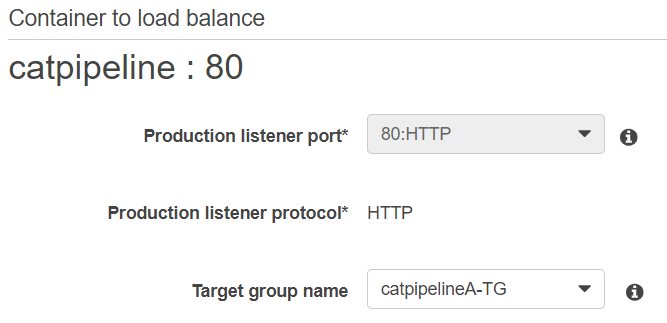 Container to load balance
catpipeline : 80
Production listener port* 80:HTTP
Production listener protocol* HTTP
Target group name catpipelineA-TG